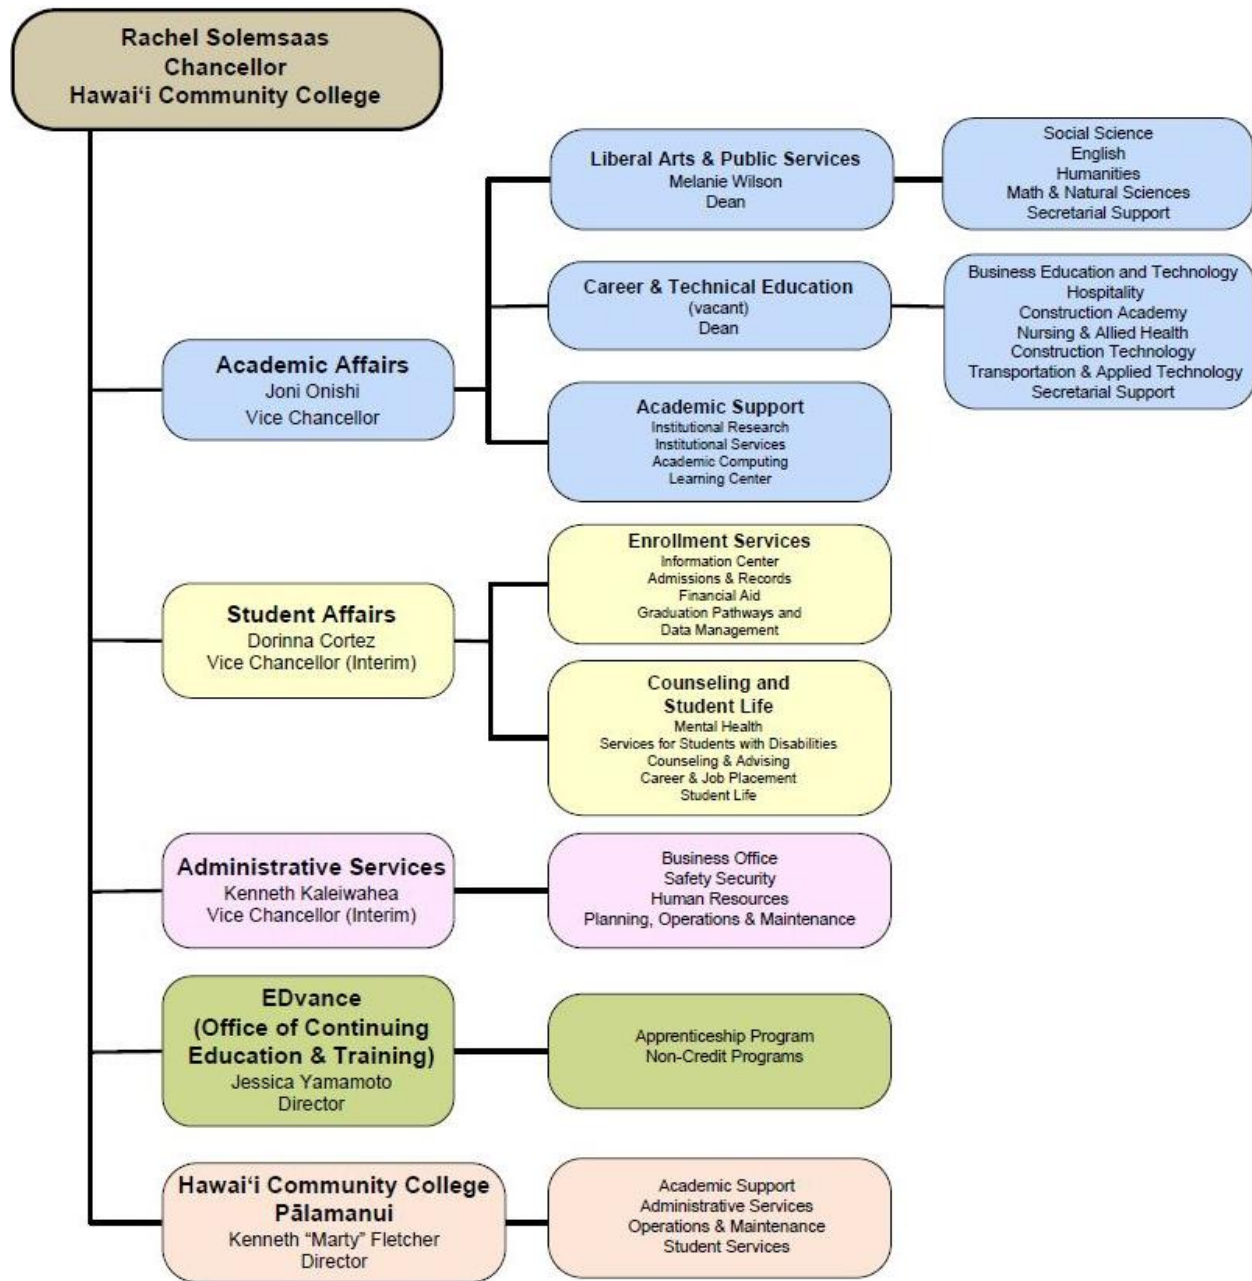 Rachel Solemsaas
Chancellor
Hawaiʻi Community College
Academic Affairs
Joni Onishi
Vice Chancellor
Liberal Arts & Public Services
Melanie Wilson
Dean
Social Science
English
Humanities
Math & Natural Sciences
Secretarial Support
Career & Technical Education
(vacant)
Dean
Business Education and Technology
Hospitality
Construction Academy
Nursing & Allied Health
Construction Technology
Transportation & Applied Technology
Secretarial Support
Academic Support
Institutional Research
Institutional Services
Academic Computing
Learning Center
Student Affairs
Dorinna Cortez
Vice Chancellor (Interim)
Enrollment Services
Information Center
Admissions & Records
Financial Aid
Graduation Pathways and
Data Management
Counseling and
Student Life
Mental Health
Services for Students with Disabilities
Counseling & Advising
Career & Job Placement
Student Life
Administrative Services
Kenneth Kaleiwahea
Vice Chancellor (Interim)
Business Office
Safety Security
Human Resources
Planning, Operations & Maintenance
EDvance
(Office of Continuing
Education & Training)
Jessica Yamamoto
Director
Apprenticeship Program
Non-Credit Programs
Hawaiʻi Community College
Pālamanui
Kenneth “Marty” Fletcher
Director
Academic Support
Administrative Services
Operations & Maintenance
Student Services